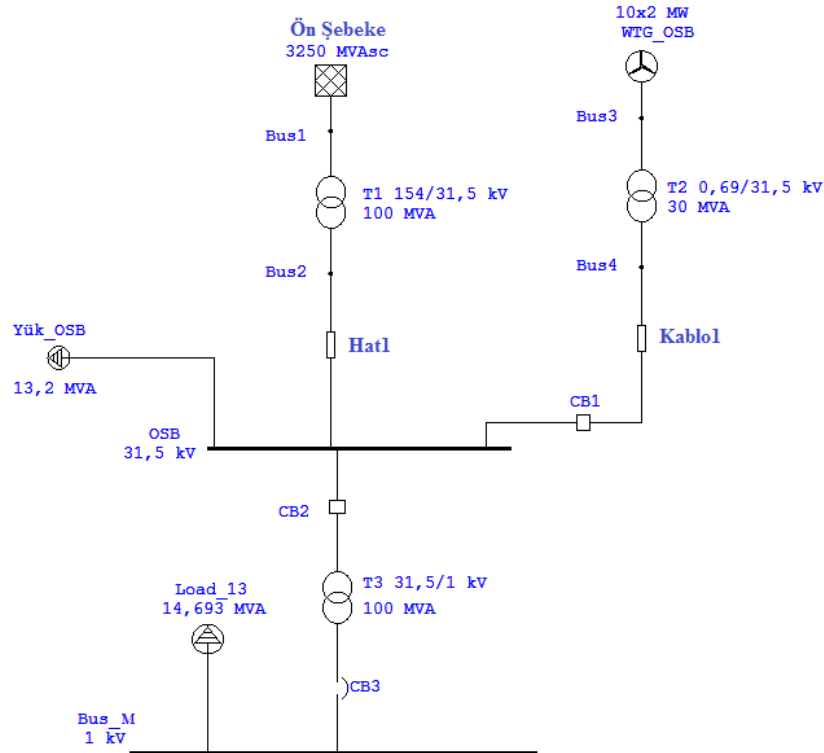 Ön Şebeke
3250 MVAsc
10x2 MW
WTG_OSB
Bus1
Bus3
T1 154/31,5 kV
100 MVA
T2 0,69/31,5 kV
30 MVA
Bus2
Bus4
Yük_OSB
13,2 MVA
Hat1
Kablo1
CB1
OSB
31,5 kV
CB2
T3 31,5/1 kV
100 MVA
Load_13
14,693 MVA
CB3
Bus_M
1 kV